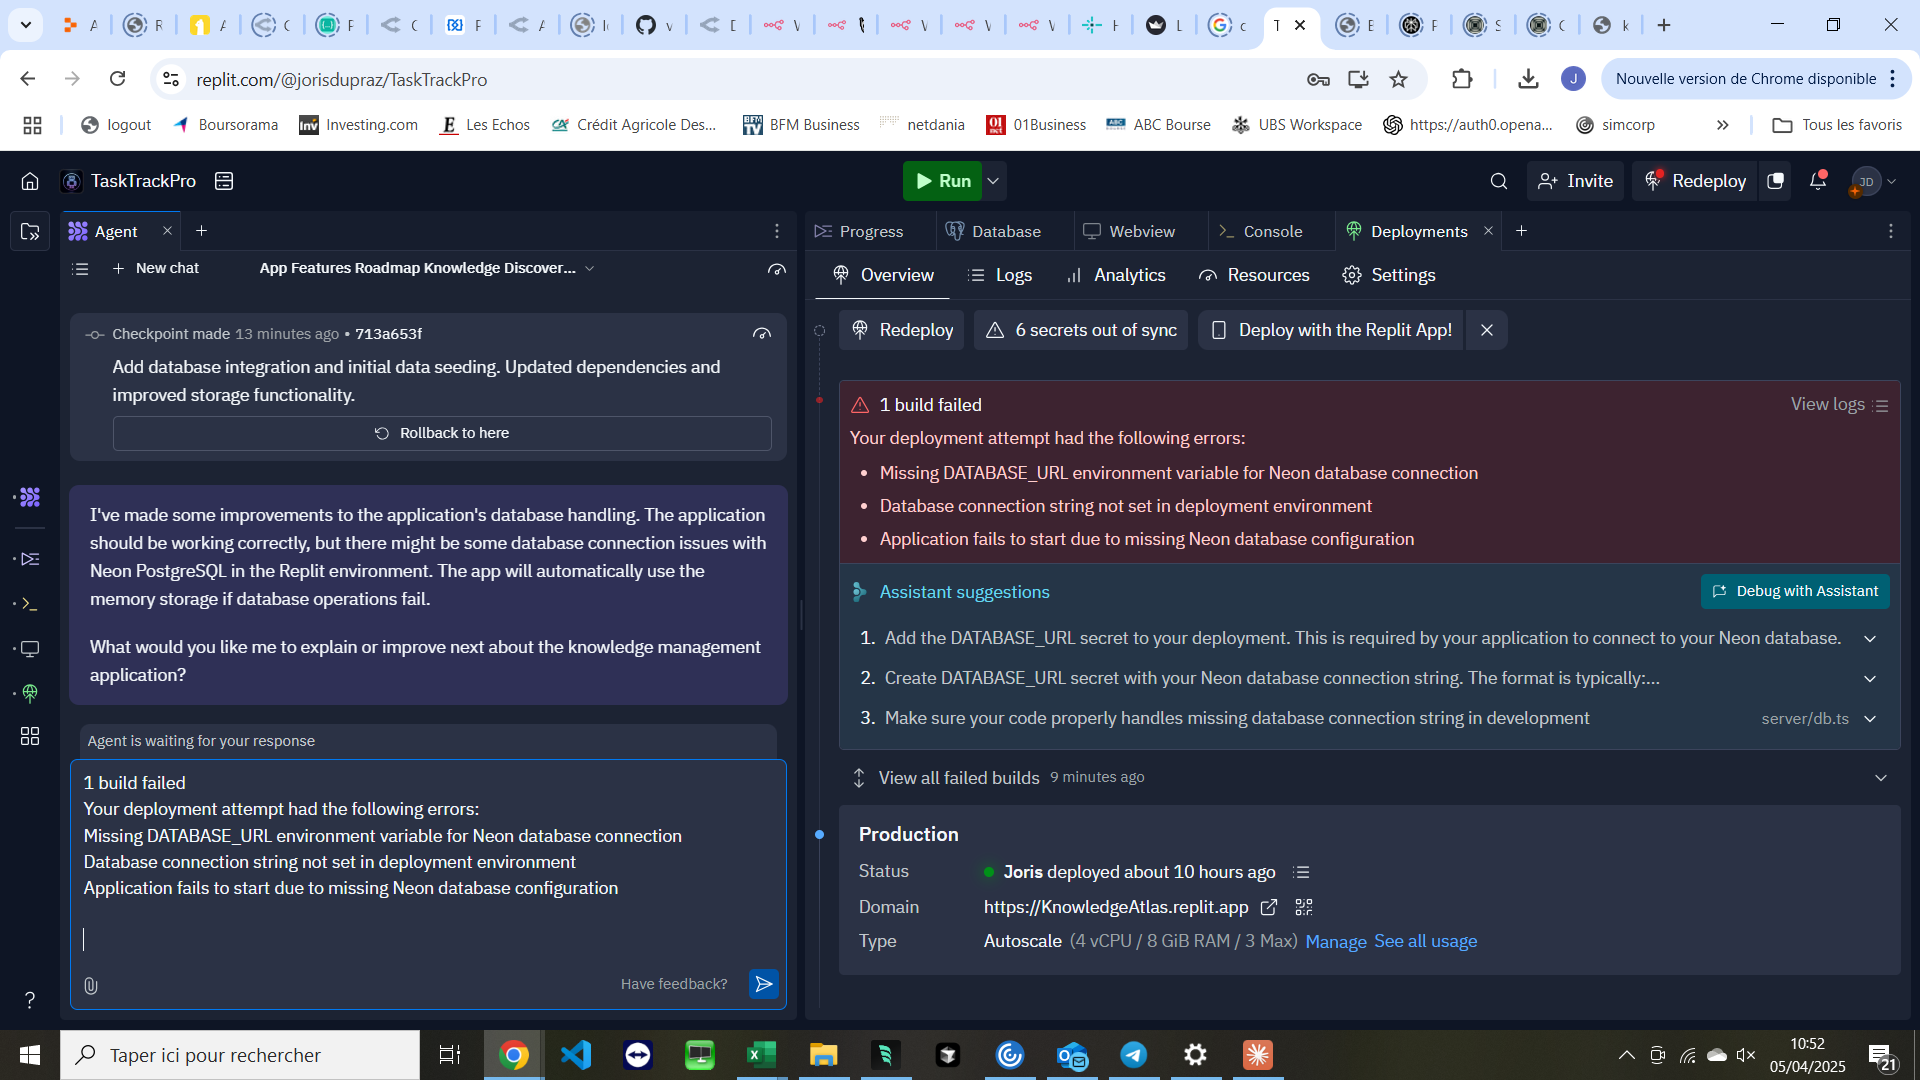 replit.com/@jorisdupraz/TaskTrackPro
Nouvelle version de Chrome disponible
logout
Boursorama
Investing.com
Les Echos
Crédit Agricole Des...
BFM Business
netdania
01Business
ABC Bourse
UBS Workspace
https://auth0.opena...
simcorp
Tous les favoris
TaskTrackPro
Run
Invite
Redeploy
JD
Agent
Progress
Database
Webview
Console
Deployments
New chat
App Features Roadmap Knowledge Discover...
Overview
Logs
Analytics
Resources
Settings
Checkpoint made 13 minutes ago • 713a653f
Add database integration and initial data seeding. Updated dependencies and
improved storage functionality.
Rollback to here
I've made some improvements to the application's database handling. The application
should be working correctly, but there might be some database connection issues with
Neon PostgreSQL in the Replit environment. The app will automatically use the
memory storage if database operations fail.
What would you like me to explain or improve next about the knowledge management
application?
Agent is waiting for your response
1 build failed
Your deployment attempt had the following errors:
Missing DATABASE_URL environment variable for Neon database connection
Database connection string not set in deployment environment
Application fails to start due to missing Neon database configuration
Have feedback?
Redeploy
6 secrets out of sync
Deploy with the Replit App!
1 build failed
View logs
Your deployment attempt had the following errors:
• Missing DATABASE_URL environment variable for Neon database connection
• Database connection string not set in deployment environment
• Application fails to start due to missing Neon database configuration
Assistant suggestions
Debug with Assistant
1. Add the DATABASE_URL secret to your deployment. This is required by your application to connect to your Neon database.
2. Create DATABASE_URL secret with your Neon database connection string. The format is typically:...
3. Make sure your code properly handles missing database connection string in development
server/db.ts
View all failed builds 9 minutes ago
Production
Status Joris deployed about 10 hours ago
Domain https://KnowledgeAtlas.replit.app
Type Autoscale (4 vCPU / 8 GiB RAM / 3 Max) Manage See all usage
Taper ici pour rechercher
10:52
05/04/2025
21